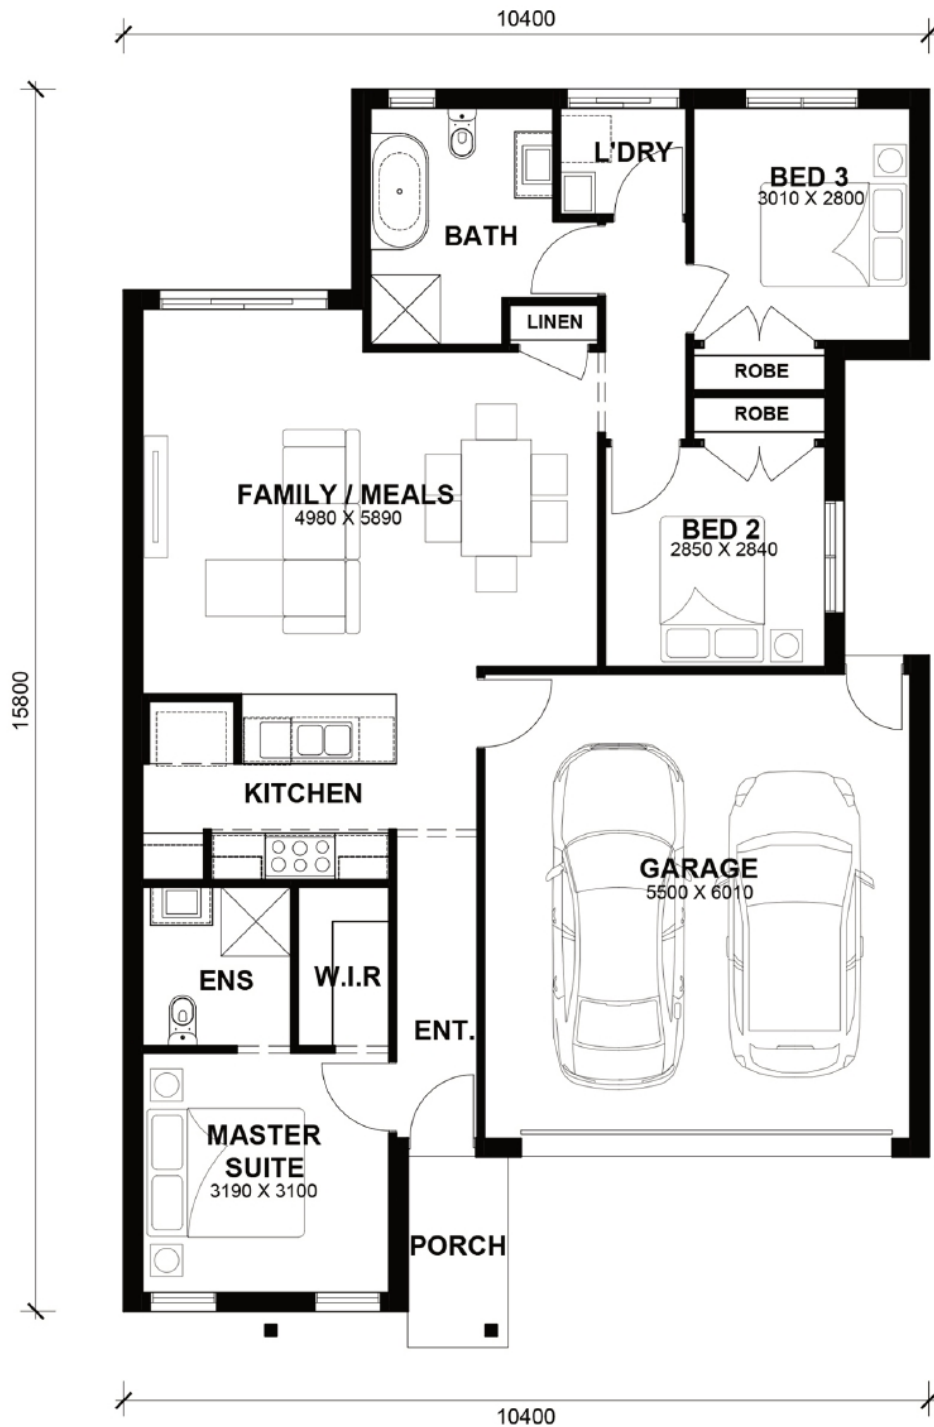 10400
L'DRY
BED 3
3010 X 2800
BATH
LINEN
ROBE
ROBE
FAMILY / MEALS
4980 X 5890
BED 2
2850 X 2840
15800
KITCHEN
GARAGE
5500 X 6010
ENS
W.I.R
ENT.
MASTER
SUITE
3190 X 3100
PORCH
10400